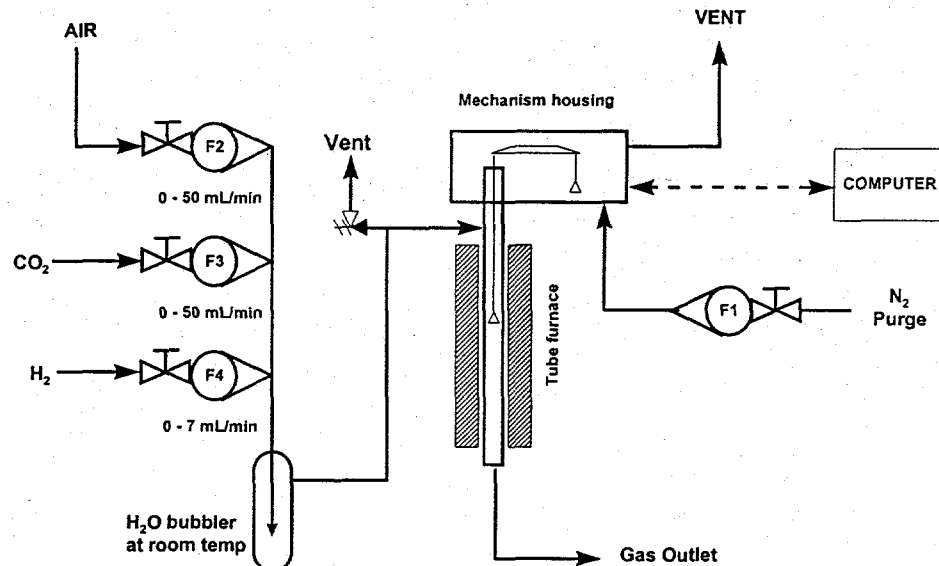 AIR
VENT
Mechanism housing
F2
Vent
0 - 50 mL/min
COMPUTER
CO₂
F3
0 - 50 mL/min
Tube furnace
F1
N₂
Purge
H₂
F4
0 - 7 mL/min
H₂O bubbler
at room temp
Gas Outlet